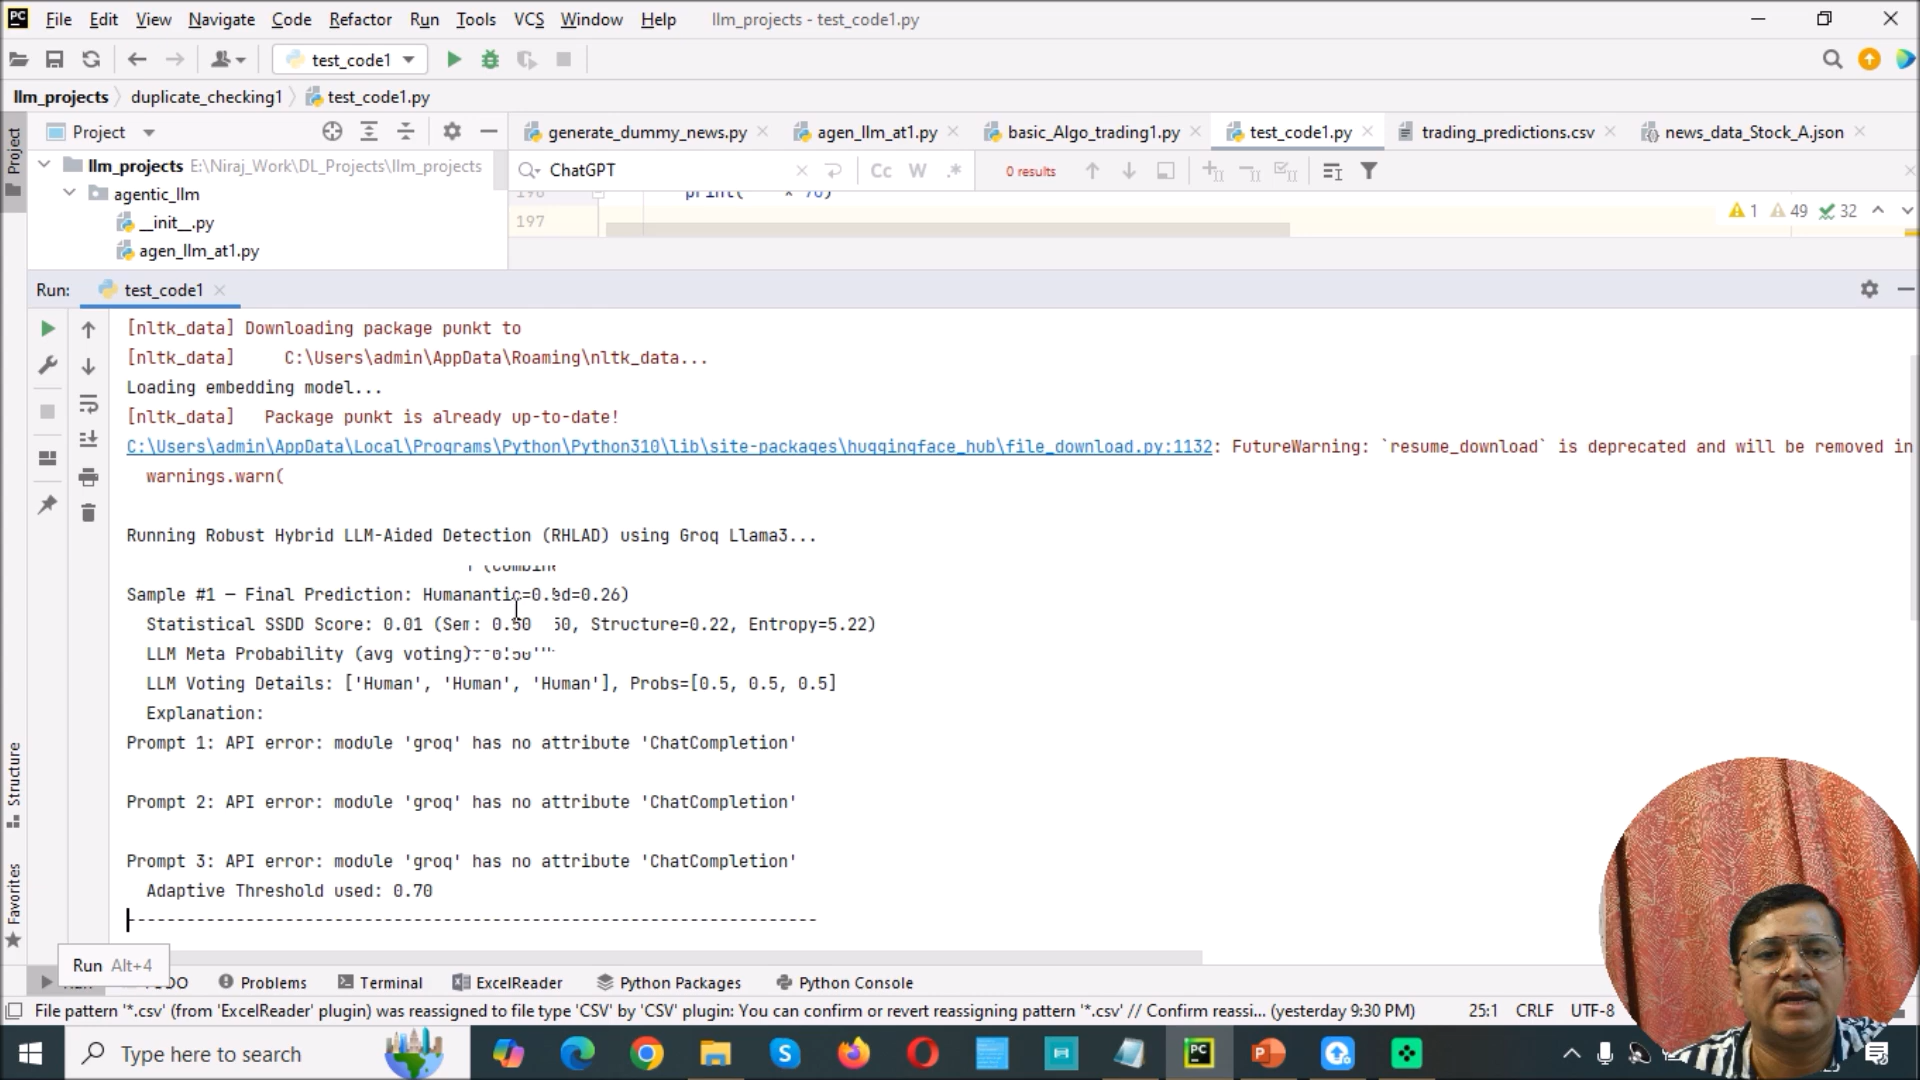 File Edit View Navigate Code Refactor Run Tools VCS Window Help llm_projects - test_code1.py
test_code1
llm_projects duplicate_checking1 test_code1.py
Project
Project
generate_dummy_news.py agen_llm_at1.py basic_Algo_trading1.py test_code1.py trading_predictions.csv news_data_Stock_A.json
llm_projects E:\Niraj_Work\DL_Projects\llm_projects
ChatGPT Cc W .* 0 results
agentic_llm
__init__.py
agen_llm_at1.py
197
1 49 32
Run: test_code1
[nltk_data] Downloading package punkt to
[nltk_data] C:\Users\admin\AppData\Roaming\nltk_data...
Loading embedding model...
[nltk_data] Package punkt is already up-to-date!
C:\Users\admin\AppData\Local\Programs\Python\Python310\lib\site-packages\huggingface_hub\file_download.py:1132: FutureWarning: `resume_download` is deprecated and will be removed in
warnings.warn(
Running Robust Hybrid LLM-Aided Detection (RHLAD) using Groq Llama3...
Sample #1 — Final Prediction:
Statistical SSDD Score: 0.01 Structure=0.22, Entropy=5.22)
LLM Meta Probability (avg voting)
LLM Voting Details: ['Human', 'Human', 'Human'], Probs=[0.5, 0.5, 0.5]
Explanation:
Prompt 1: API error: module 'groq' has no attribute 'ChatCompletion'
Prompt 2: API error: module 'groq' has no attribute 'ChatCompletion'
Prompt 3: API error: module 'groq' has no attribute 'ChatCompletion'
Adaptive Threshold used: 0.70
----------------------------------------------------------------------
Structure
Favorites
Run Alt+4
Problems Terminal ExcelReader Python Packages Python Console
File pattern '*.csv' (from 'ExcelReader' plugin) was reassigned to file type 'CSV' by 'CSV' plugin: You can confirm or revert reassigning pattern '*.csv' // Confirm reassi... (yesterday 9:30 PM) 25:1 CRLF UTF-8
Type here to search